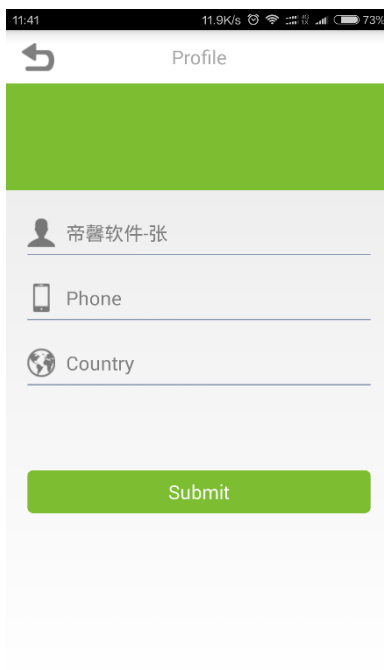 11:41 11.9K/s 73%
Profile
帝馨软件-张
Phone
Country
Submit